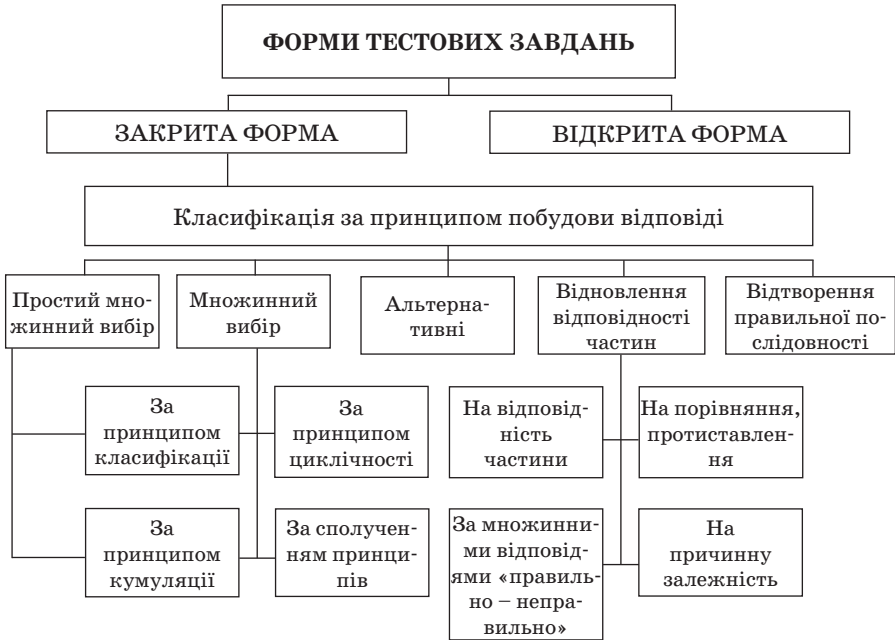 ФОРМИ ТЕСТОВИХ ЗАВДАНЬ
ЗАКРИТА ФОРМА
ВІДКРИТА ФОРМА
Класифікація за принципом побудови відповіді
Простий мно-
жинний вибір
Множинний
вибір
Альтерна-
тивні
Відновлення
відповідності
частин
Відтворення
правильної по-
слідовності
За
принципом
класифікації
За
принципом
циклічності
На відповід-
ність
частини
На порівняння,
протиставлен-
ня
За
принципом
кумуляції
За сполучен-
ням принци-
пів
За множинни-
ми відповід-
ями «правиль-
но – непра-
вильно»
На
причинну
залежність